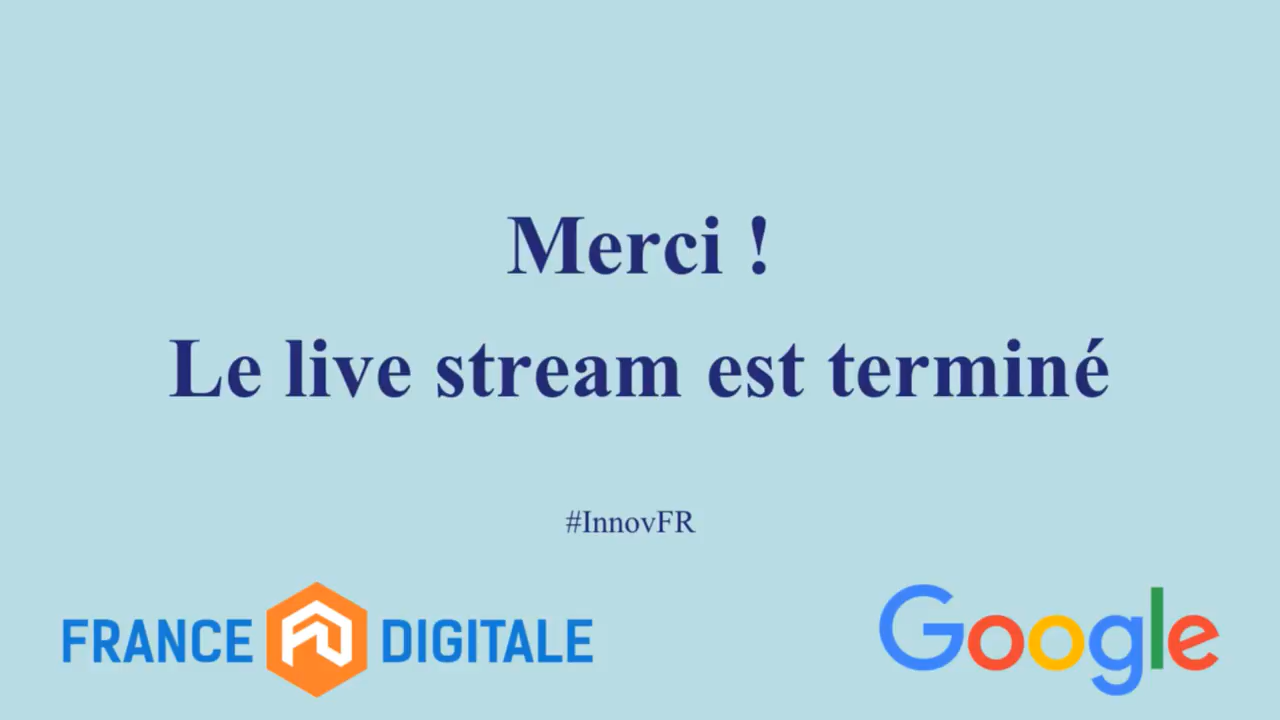 Merci !
Le live stream est terminé
#InnovFR
FRANCE DIGITALE
Google